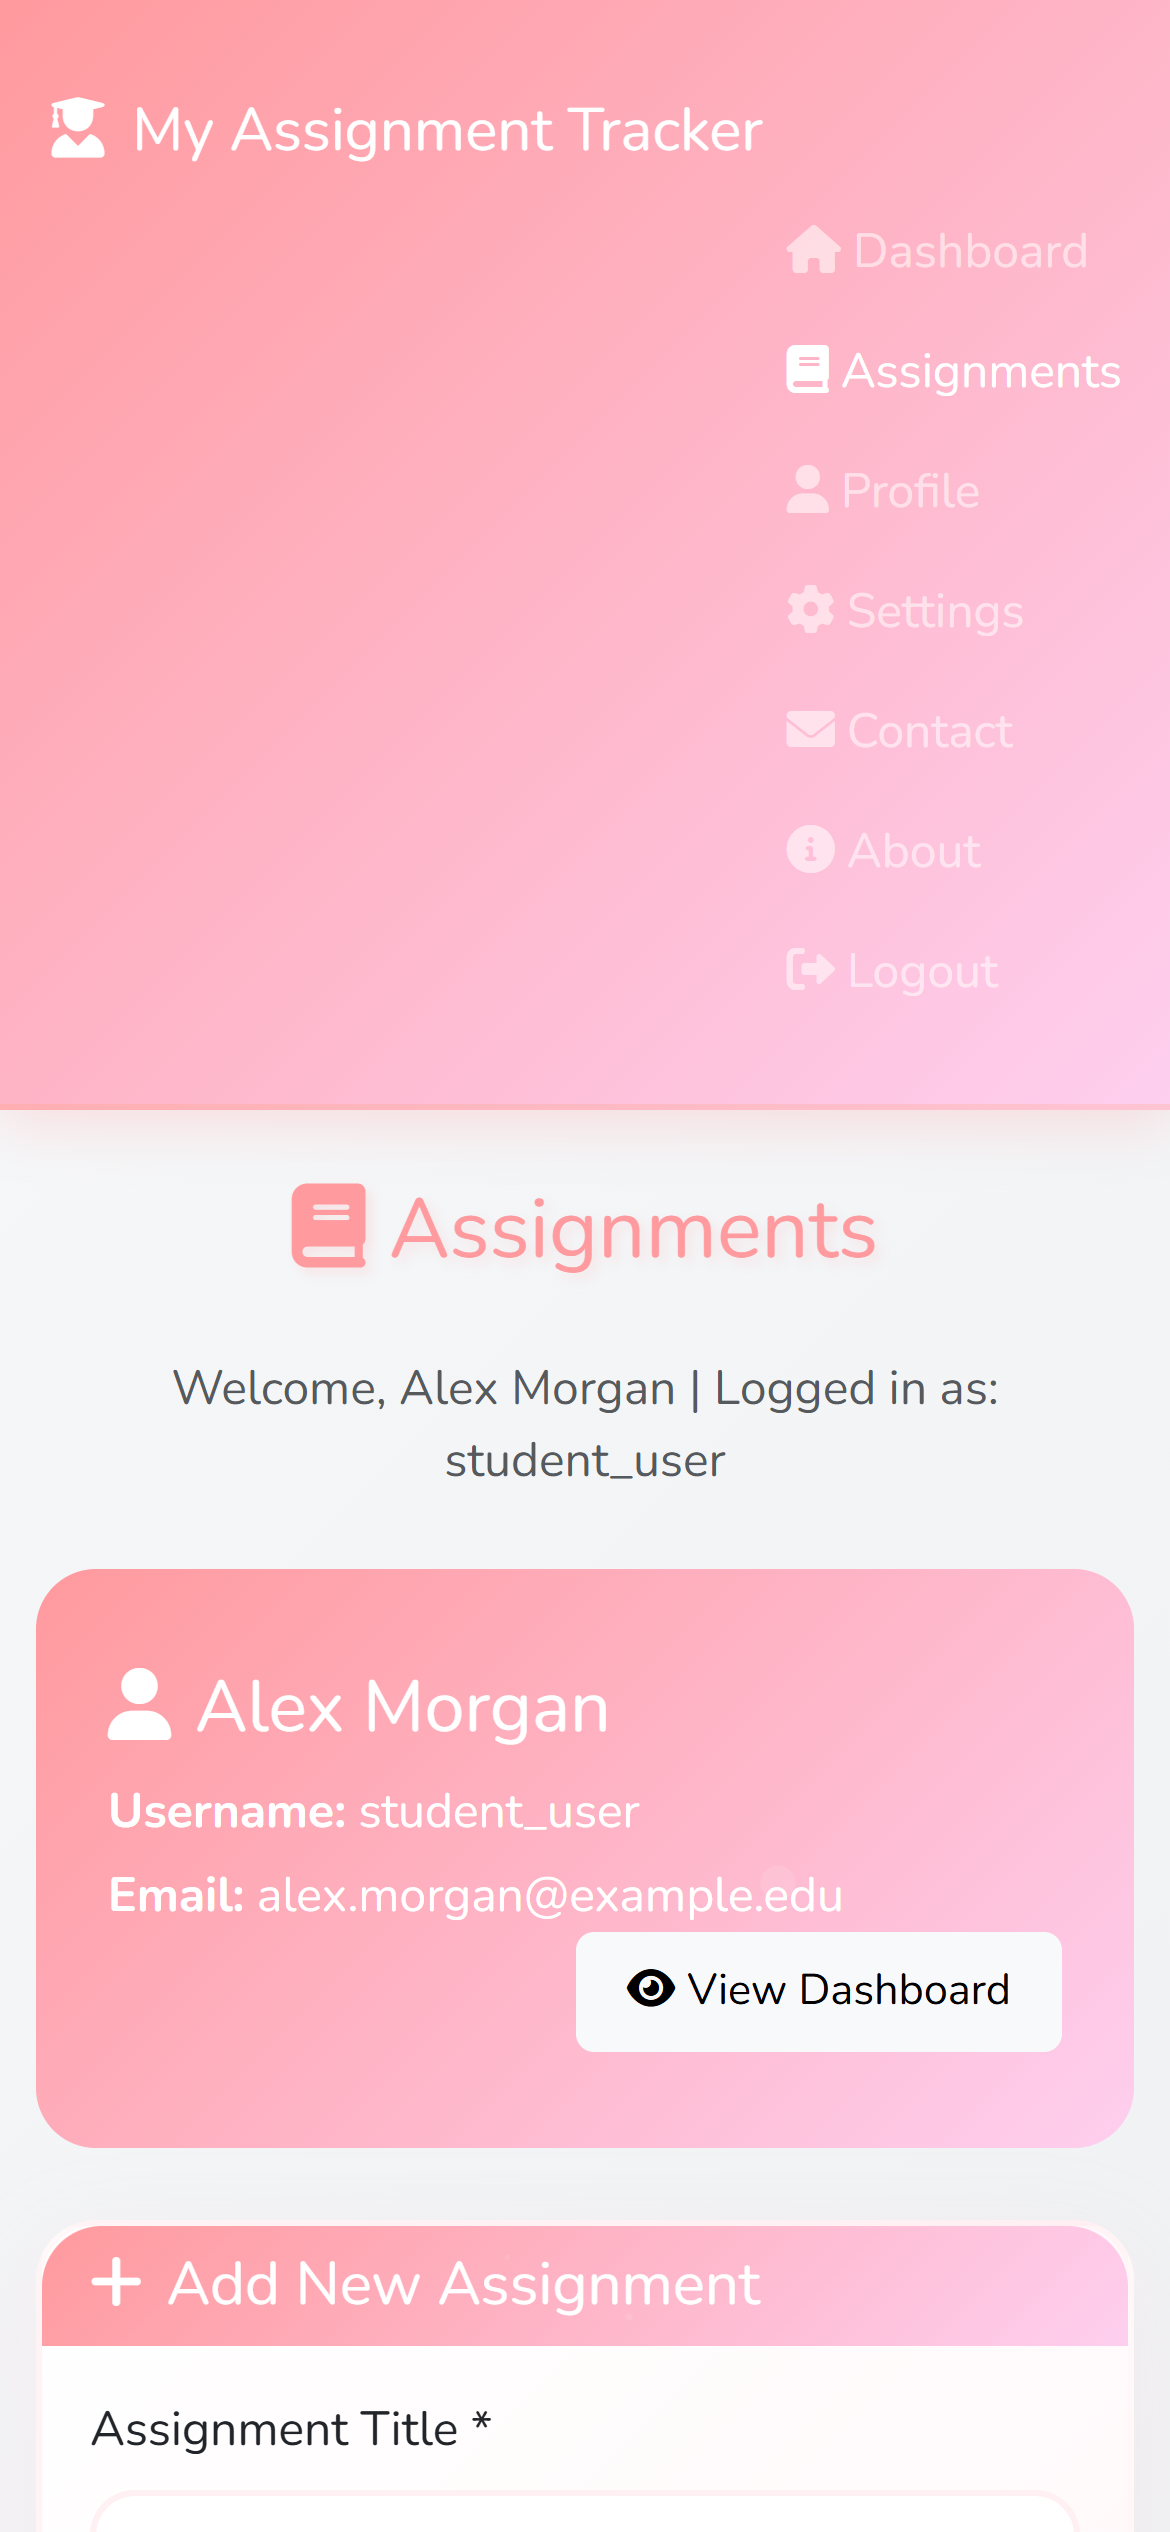 My Assignment Tracker
Dashboard
Assignments
Profile
Settings
Contact
About
Logout
Assignments
Welcome, Alex Morgan | Logged in as:
student_user
Alex Morgan
Username: student_user
Email: alex.morgan@example.edu
View Dashboard
Add New Assignment
Assignment Title *